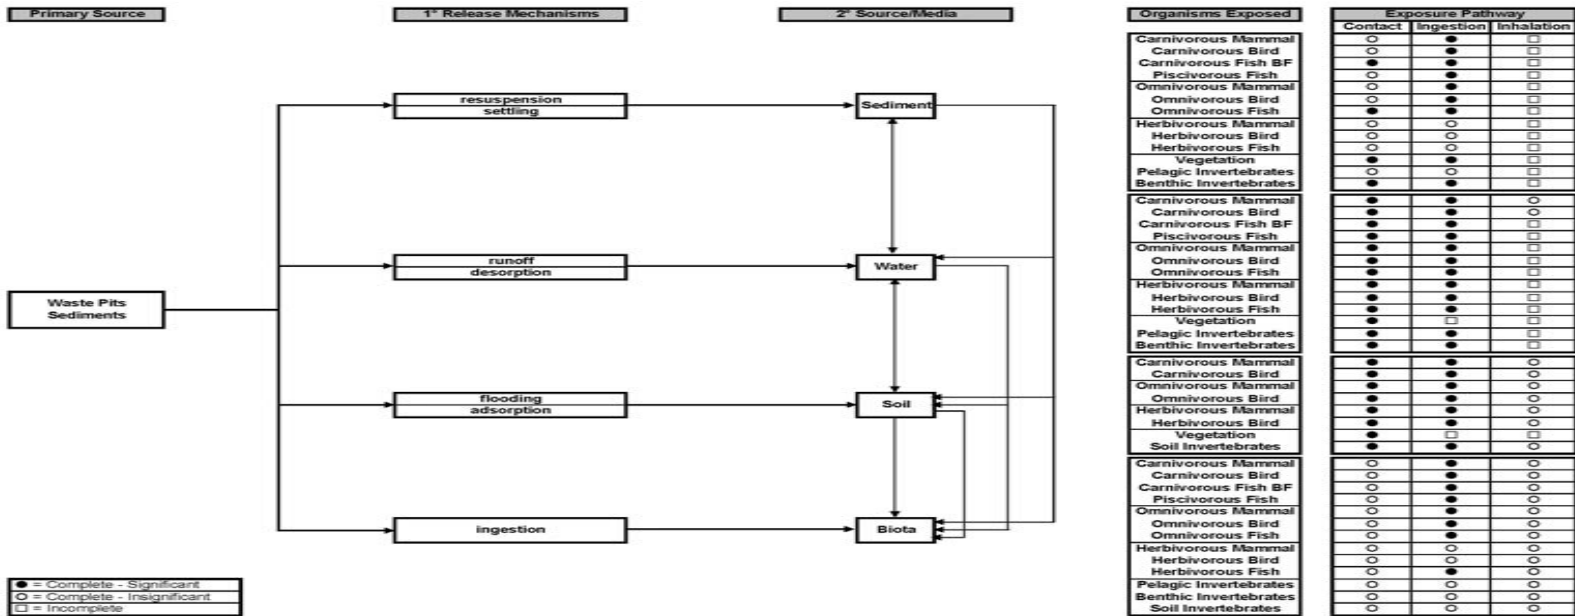 Primary Source
1° Release Mechanisms
2° Source/Media
Organisms Exposed
Exposure Pathway
Contact Ingestion Inhalation
Waste Pits
Sediments
resuspension
settling
runoff
desorption
flooding
adsorption
ingestion
Sediment
Water
Soil
Biota
Carnivorous Mammal
Carnivorous Bird
Carnivorous Fish BF
Piscivorous Fish
Omnivorous Mammal
Omnivorous Bird
Omnivorous Fish
Herbivorous Mammal
Herbivorous Bird
Herbivorous Fish
Vegetation
Pelagic Invertebrates
Benthic Invertebrates
Carnivorous Mammal
Carnivorous Bird
Carnivorous Fish BF
Piscivorous Fish
Omnivorous Mammal
Omnivorous Bird
Omnivorous Fish
Herbivorous Mammal
Herbivorous Bird
Herbivorous Fish
Vegetation
Pelagic Invertebrates
Benthic Invertebrates
Carnivorous Mammal
Carnivorous Bird
Omnivorous Mammal
Omnivorous Bird
Herbivorous Mammal
Herbivorous Bird
Vegetation
Soil Invertebrates
Carnivorous Mammal
Carnivorous Bird
Carnivorous Fish BF
Piscivorous Fish
Omnivorous Mammal
Omnivorous Bird
Omnivorous Fish
Herbivorous Mammal
Herbivorous Bird
Herbivorous Fish
Pelagic Invertebrates
Benthic Invertebrates
Soil Invertebrates
● = Complete - Significant
○ = Complete - Insignificant
□ = Incomplete